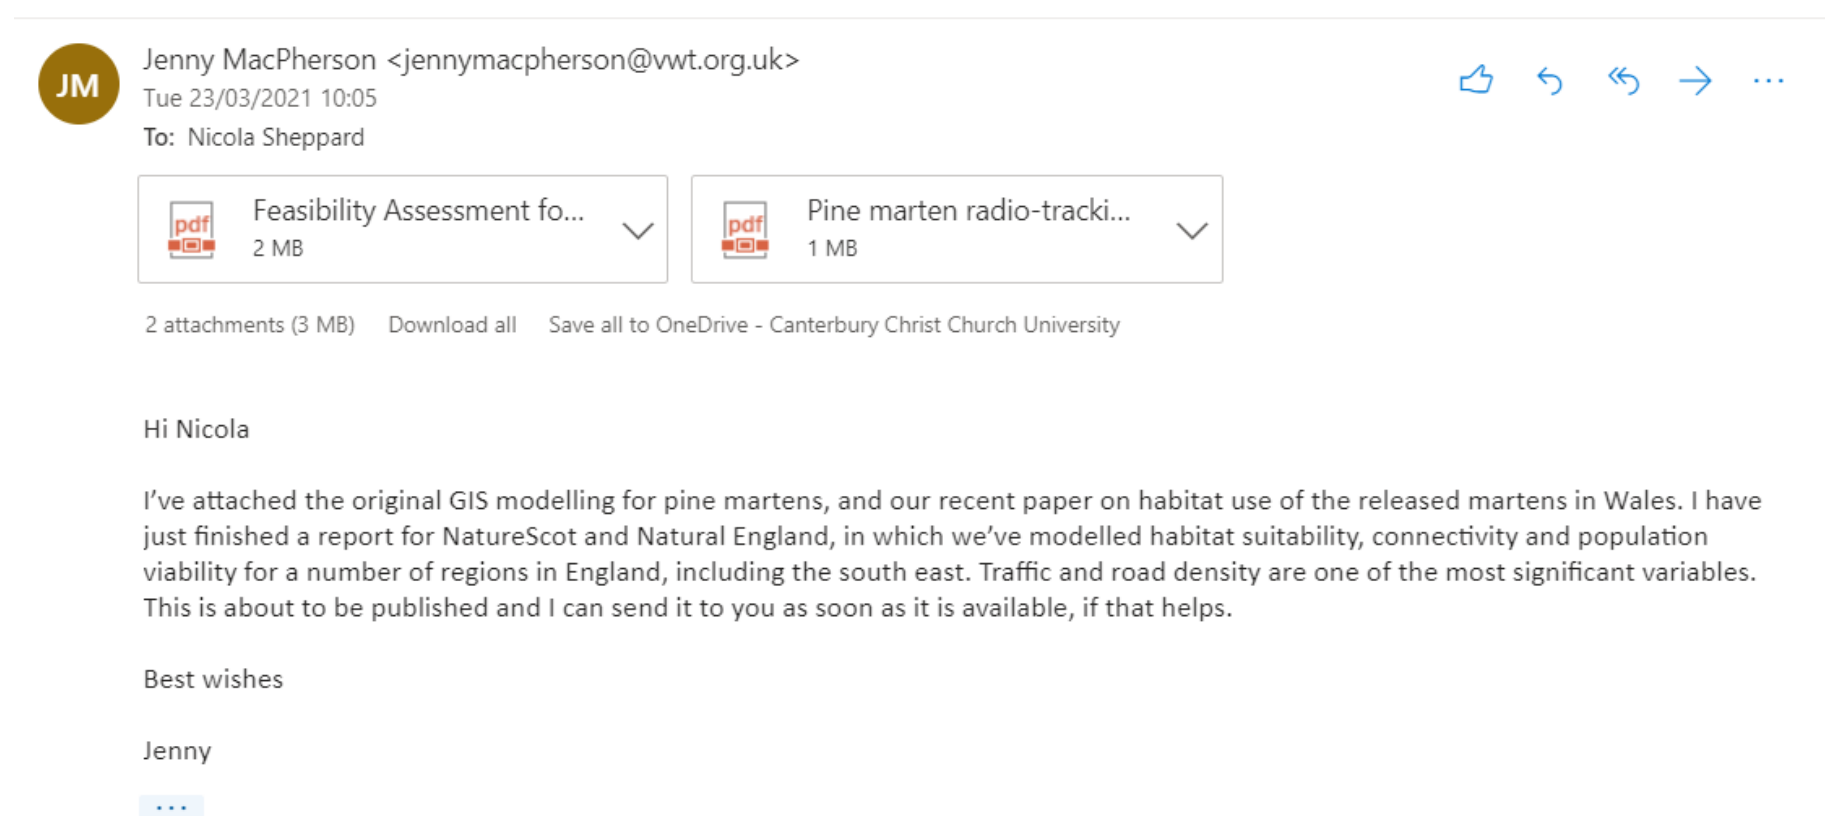 JM
Jenny MacPherson <jennymacpherson@vwt.org.uk>
Tue 23/03/2021 10:05
To: Nicola Sheppard
pdf Feasibility Assessment fo...
2 MB
pdf Pine marten radio-tracki...
1 MB
2 attachments (3 MB) Download all Save all to OneDrive - Canterbury Christ Church University
Hi Nicola
I’ve attached the original GIS modelling for pine martens, and our recent paper on habitat use of the released martens in Wales. I have
just finished a report for NatureScot and Natural England, in which we’ve modelled habitat suitability, connectivity and population
viability for a number of regions in England, including the south east. Traffic and road density are one of the most significant variables.
This is about to be published and I can send it to you as soon as it is available, if that helps.
Best wishes
Jenny